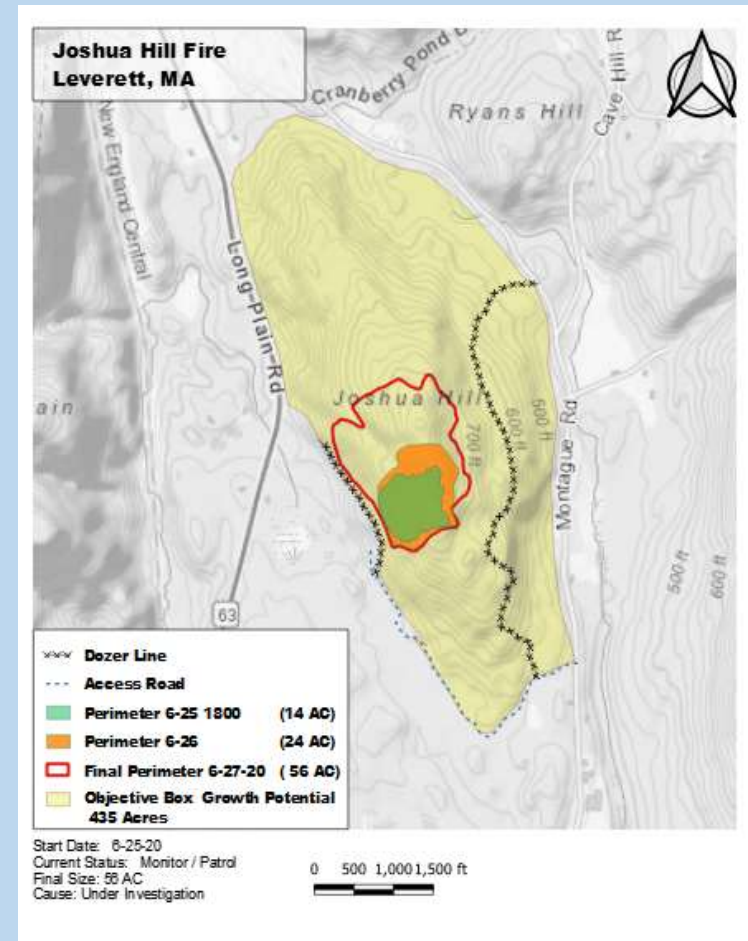 Joshua Hill Fire
Leverett, MA
Cranberry Pond
Ryans Hill
Cave Hill R
New England Central
Long-Plain-Rd
Joshua Hill
ain
700 ft
600 ft
500 ft
Montague Rd
500 ft
600 ft
63
Dozer Line
Access Road
Perimeter 6-25 1800 (14 AC)
Perimeter 6-26 (24 AC)
Final Perimeter 6-27-20 ( 56 AC)
Objective Box Growth Potential
435 Acres
Start Date: 6-25-20
Current Status: Monitor / Patrol
Final Size: 56 AC
Cause: Under Investigation
0 500 1,000 1,500 ft